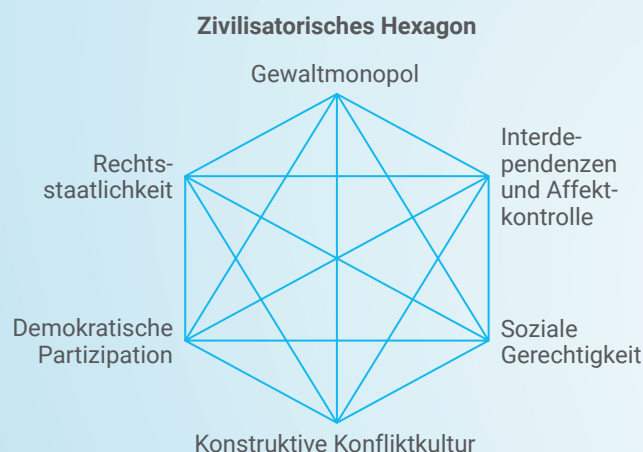 Zivilisatorisches Hexagon
Gewaltmonopol
Rechts-
staatlichkeit
Interde-
pendenzen
und Affekt-
kontrolle
Demokratische
Partizipation
Soziale
Gerechtigkeit
Konstruktive Konfliktkultur